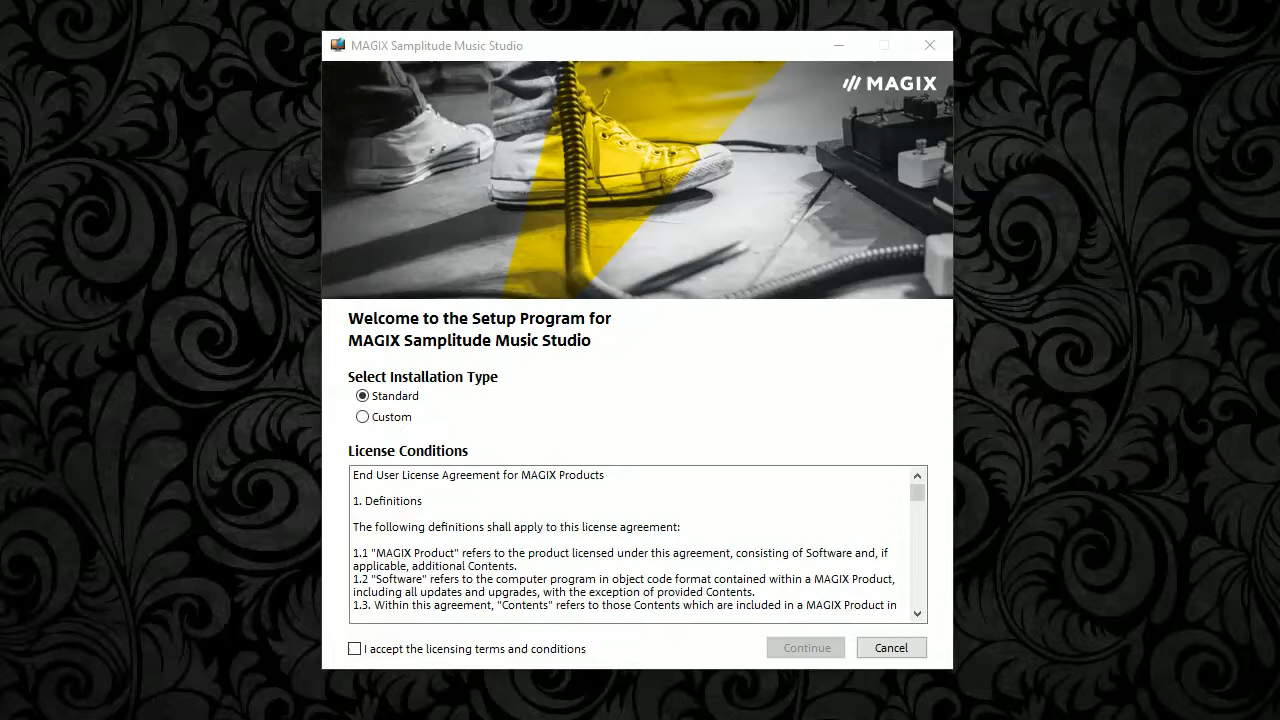 MAGIX Samplitude Music Studio
MAGIX
Welcome to the Setup Program for
MAGIX Samplitude Music Studio
Select Installation Type
Standard
Custom
License Conditions
End User License Agreement for MAGIX Products
1. Definitions
The following definitions shall apply to this license agreement:
1.1 "MAGIX Product" refers to the product licensed under this agreement, consisting of Software and, if
applicable, additional Contents.
1.2 "Software" refers to the computer program in object code format contained within a MAGIX Product,
including all updates and upgrades, with the exception of provided Contents.
1.3. Within this agreement, "Contents" refers to those Contents which are included in a MAGIX Product in
I accept the licensing terms and conditions
Continue
Cancel